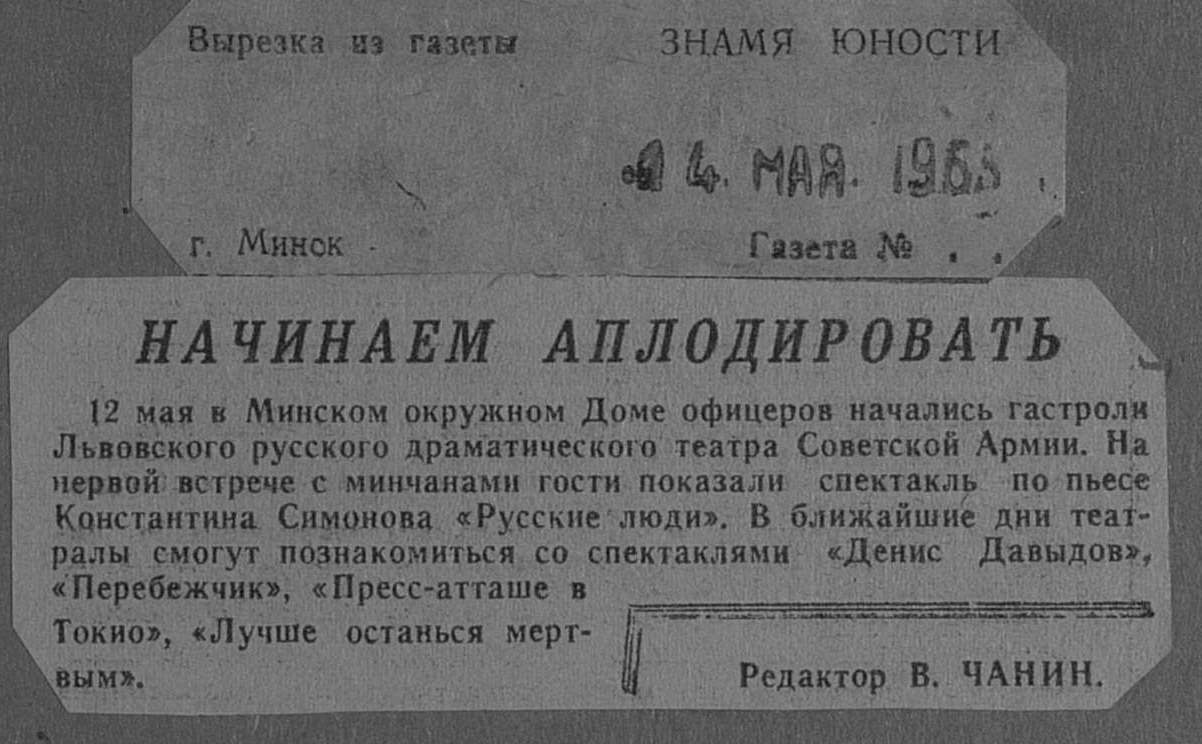 Вырезка из газеты ЗНАМЯ ЮНОСТИ
4. МАЯ. 196
г. Минск Газета № . .
НАЧИНАЕМ АПЛОДИРОВАТЬ
12 мая в Минском окружном Доме офицеров начались гастроли
Львовского русского драматического театра Советской Армии. На
первой встрече с минчанами гости показали спектакль по пьесе
Константина Симонова «Русские люди». В ближайшие дни теат-
ралы смогут познакомиться со спектаклями «Денис Давыдов»,
«Перебежчик», «Пресс-атташе в
Токио», «Лучше останься мерт-
вым».
Редактор В. ЧАНИН.